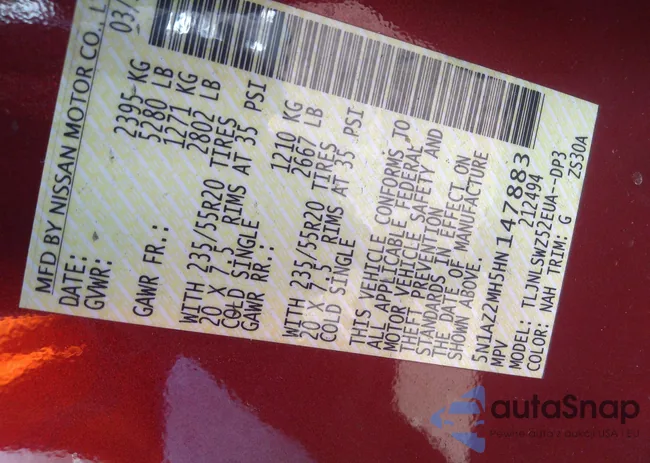 MFD BY NISSAN MOTOR CO., L
DATE: 03/
GVWR: 2395 KG
5280 LB
GAWR FR.: 1271 KG
2802 LB
WITH 235/55R20 TIRES
20 X 7.5 RIMS AT 35 PSI
COLD SINGLE
GAWR RR.: 1210 KG
2667 LB
WITH 235/55R20 TIRES
20 X 7.5 RIMS AT 35 PSI
COLD SINGLE
THIS VEHICLE CONFORMS TO
ALL APPLICABLE FEDERAL
MOTOR VEHICLE SAFETY AND
THEFT PREVENTION
STANDARDS IN EFFECT ON
THE DATE OF MANUFACTURE
SHOWN ABOVE.
5N1AZ2MH3HN147883
MPV 212494
MODEL: TLJNLSWZ52EUA--DP3
COLOR: NAH TRIM: G ZS30A
autaSnap